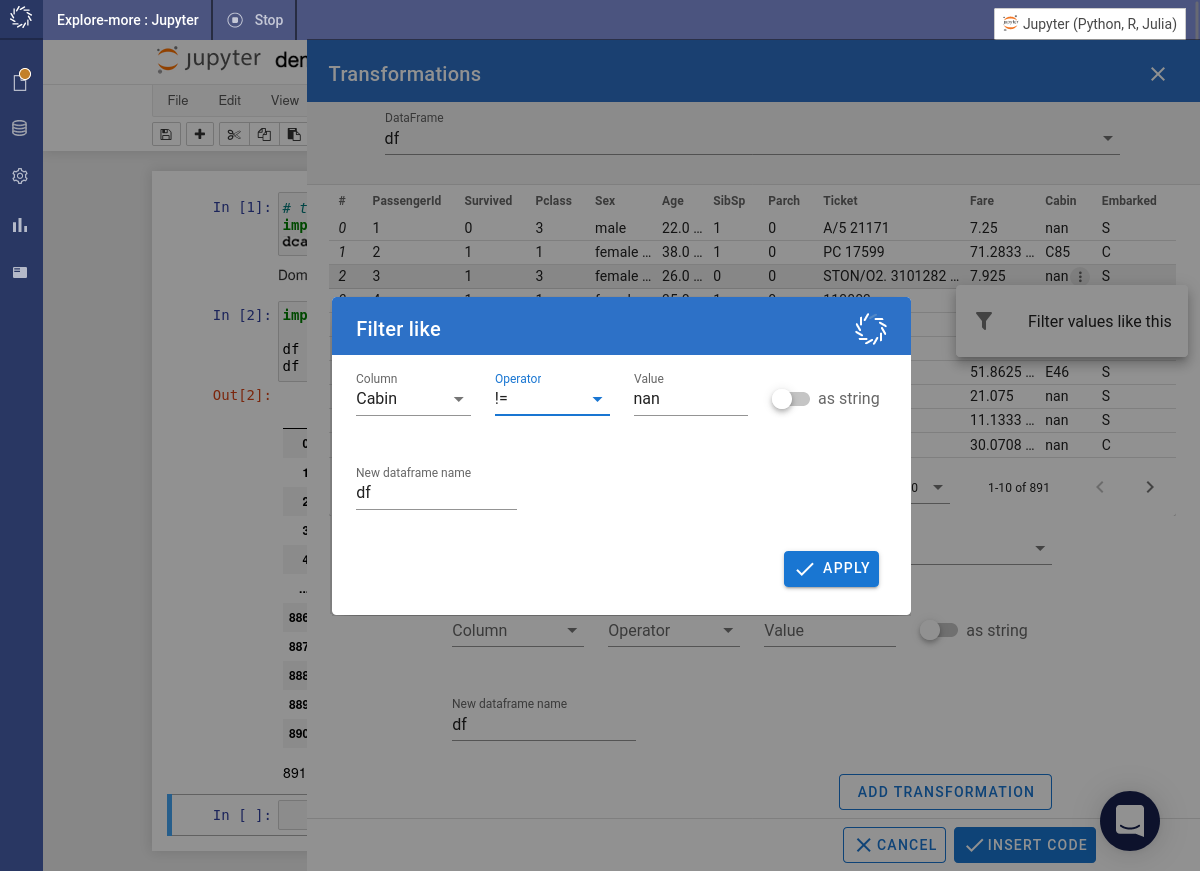 Explore-more : Jupyter
Stop
Jupyter (Python, R, Julia)
jupyter den
File Edit View
Transformations
DataFrame
df
In [1]: # t
imp
dca
Dom
In [2]: imp
df
df
Out[2]:
0
1
2
3
4
...
886
887
888
889
890
891
In [ ]:
# PassengerId Survived Pclass Sex Age SibSp Parch Ticket Fare Cabin Embarked
0 1 0 3 male 22.0 ... 1 0 A/5 21171 7.25 nan S
1 2 1 1 female ... 38.0 ... 1 0 PC 17599 71.2833 ... C85 C
2 3 1 3 female ... 26.0 ... 0 0 STON/O2. 3101282 ... 7.925 nan S
Filter values like this
51.8625 ... E46 S
21.075 nan S
11.1333 ... nan S
30.0708 ... nan C
0 1-10 of 891
Filter like
Column Operator Value
Cabin != nan as string
New dataframe name
df
APPLY
Column Operator Value as string
New dataframe name
df
ADD TRANSFORMATION
CANCEL INSERT CODE